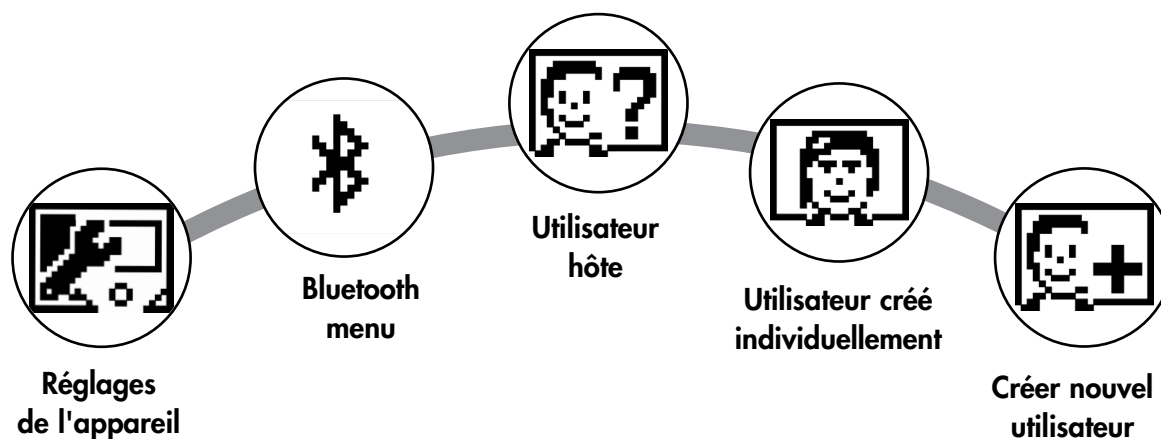 Réglages
de l'appareil
Bluetooth
menu
Utilisateur
hôte
Utilisateur créé
individuellement
Créer nouvel
utilisateur